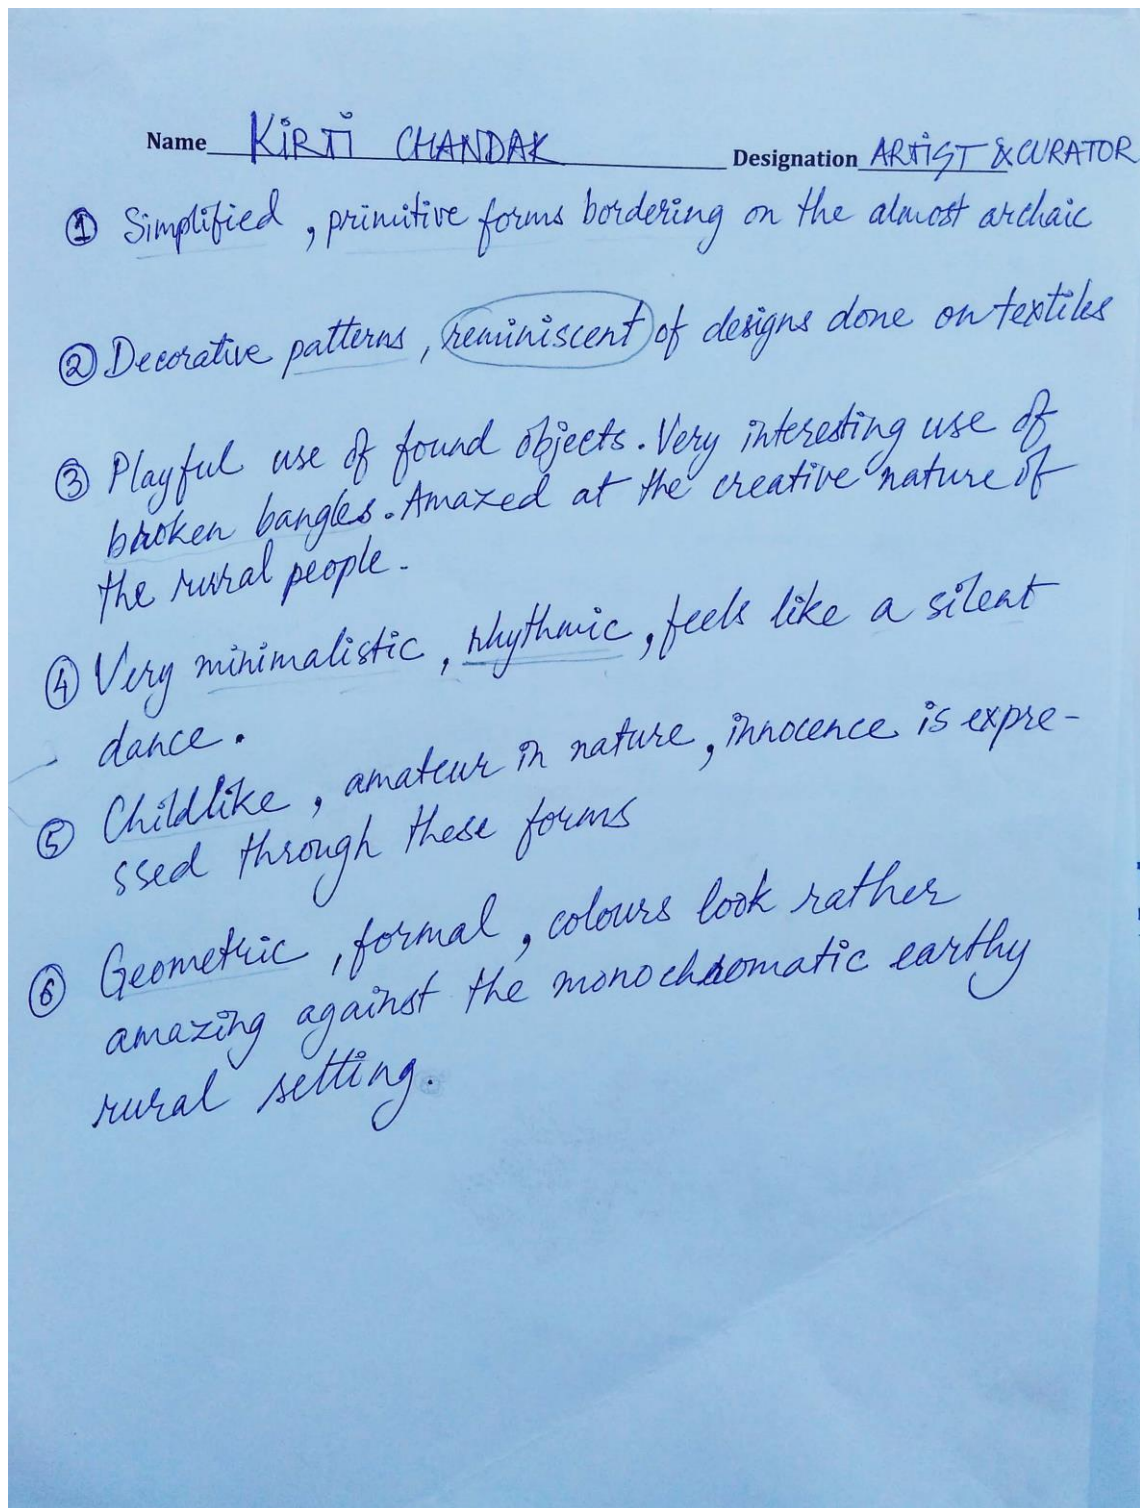 Name KIRTI CHANDAK Designation ARTIST & CURATOR
① Simplified, primitive forms bordering on the almost archaic
② Decorative patterns, reminiscent of designs done on textiles
③ Playful use of found objects. Very interesting use of
broken bangles. Amazed at the creative nature of
the rural people.
④ Very minimalistic, rhythmic, feels like a silent
dance.
⑤ Childlike, amateur in nature, innocence is expre-
ssed through these forms
⑥ Geometric, formal, colours look rather
amazing against the monochromatic earthy
rural setting.